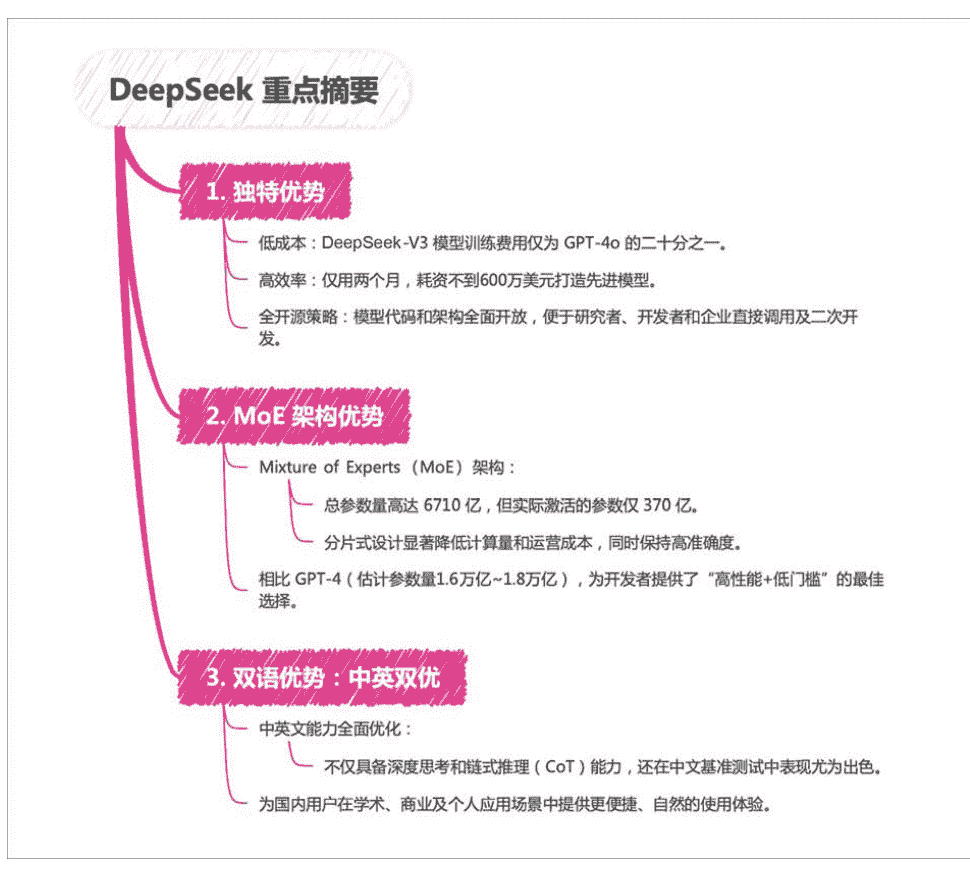 DeepSeek 重点摘要
1. 独特优势
低成本：DeepSeek-V3 模型训练费用仅为 GPT-4o 的二十分之一。
高效率：仅用两个月，耗资不到600万美元打造先进模型。
全开源策略：模型代码和架构全面开放，便于研究者、开发者和企业直接调用及二次开
发。
2. MoE 架构优势
Mixture of Experts（MoE）架构：
总参数量高达 6710 亿，但实际激活的参数仅 370 亿。
分片式设计显著降低计算量和运营成本，同时保持高准确度。
相比 GPT-4（估计参数量1.6万亿~1.8万亿），为开发者提供了“高性能+低门槛”的最佳
选择。
3. 双语优势：中英双优
中英文能力全面优化：
不仅具备深度思考和链式推理（CoT）能力，还在中文基准测试中表现尤为出色。
为国内用户在学术、商业及个人应用场景中提供更便捷、自然的使用体验。